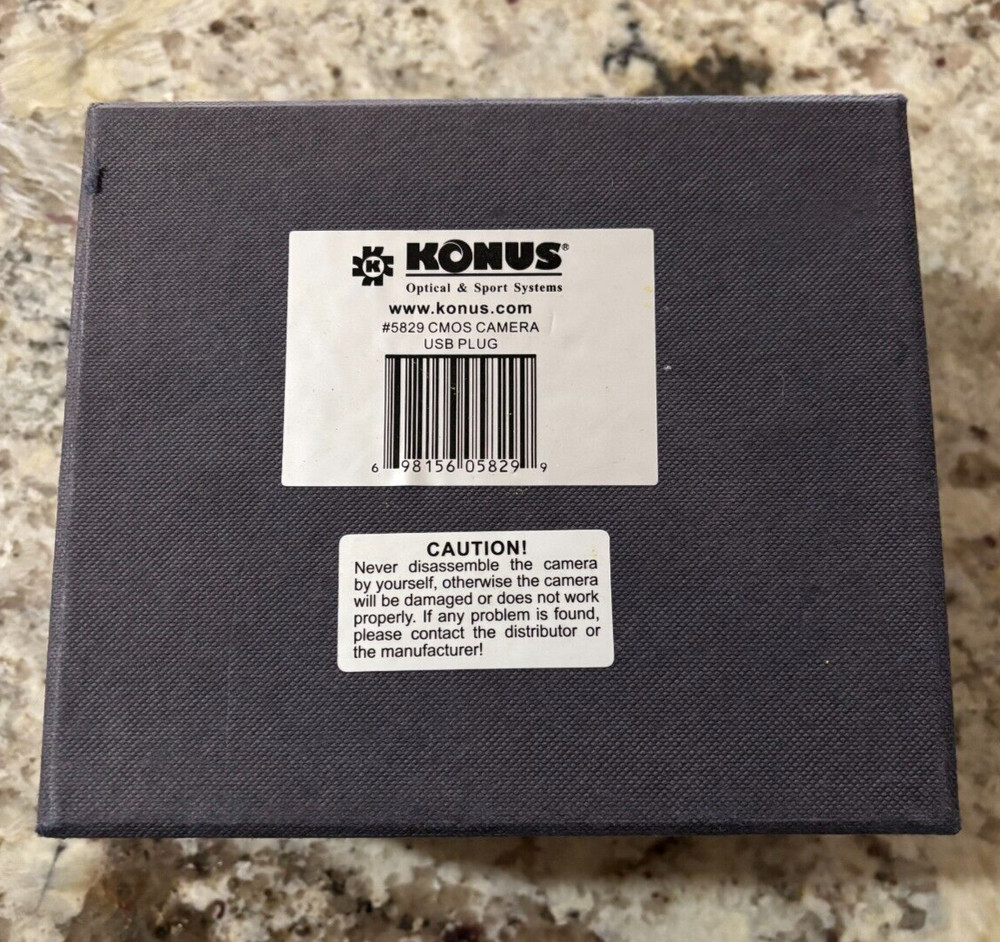 K KONUS®
Optical & Sport Systems
www.konus.com
#5829 CMOS CAMERA
USB PLUG
6 98156 05829 9
CAUTION!
Never disassemble the camera
by yourself, otherwise the camera
will be damaged or does not work
properly. If any problem is found,
please contact the distributor or
the manufacturer!